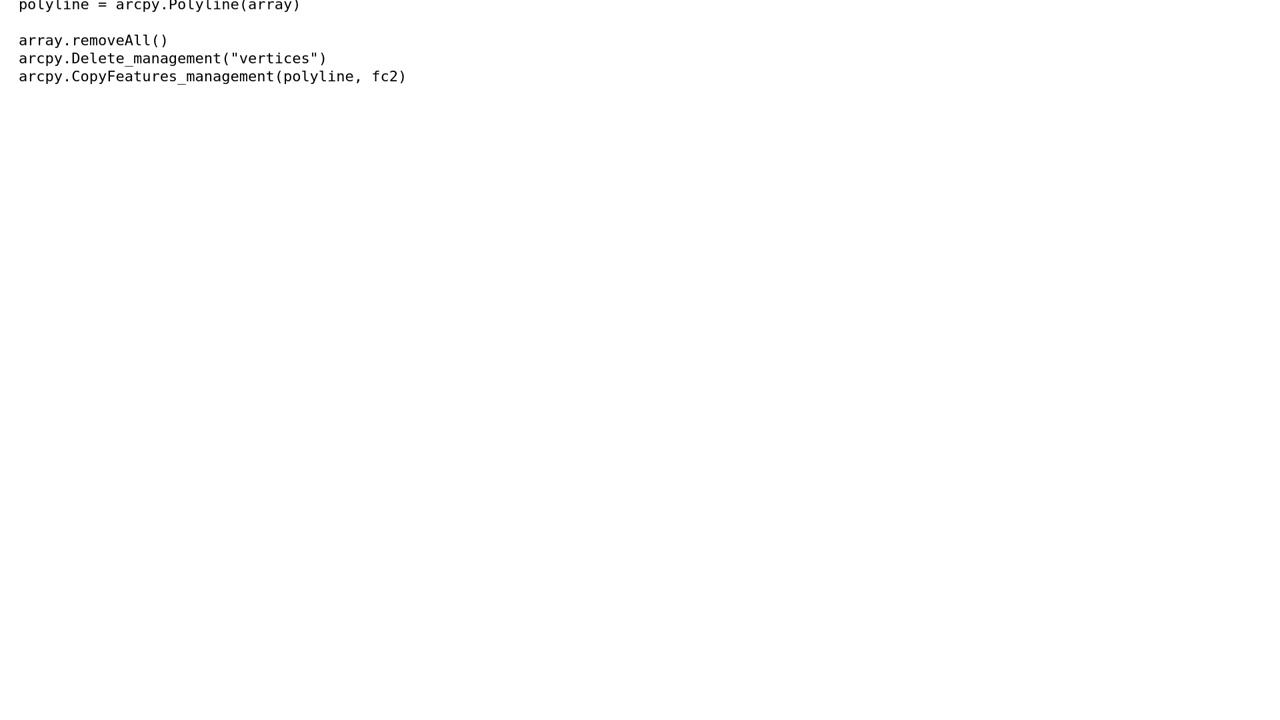 polyline = arcpy.Polyline(array)
array.removeAll()
arcpy.Delete_management("vertices")
arcpy.CopyFeatures_management(polyline, fc2)